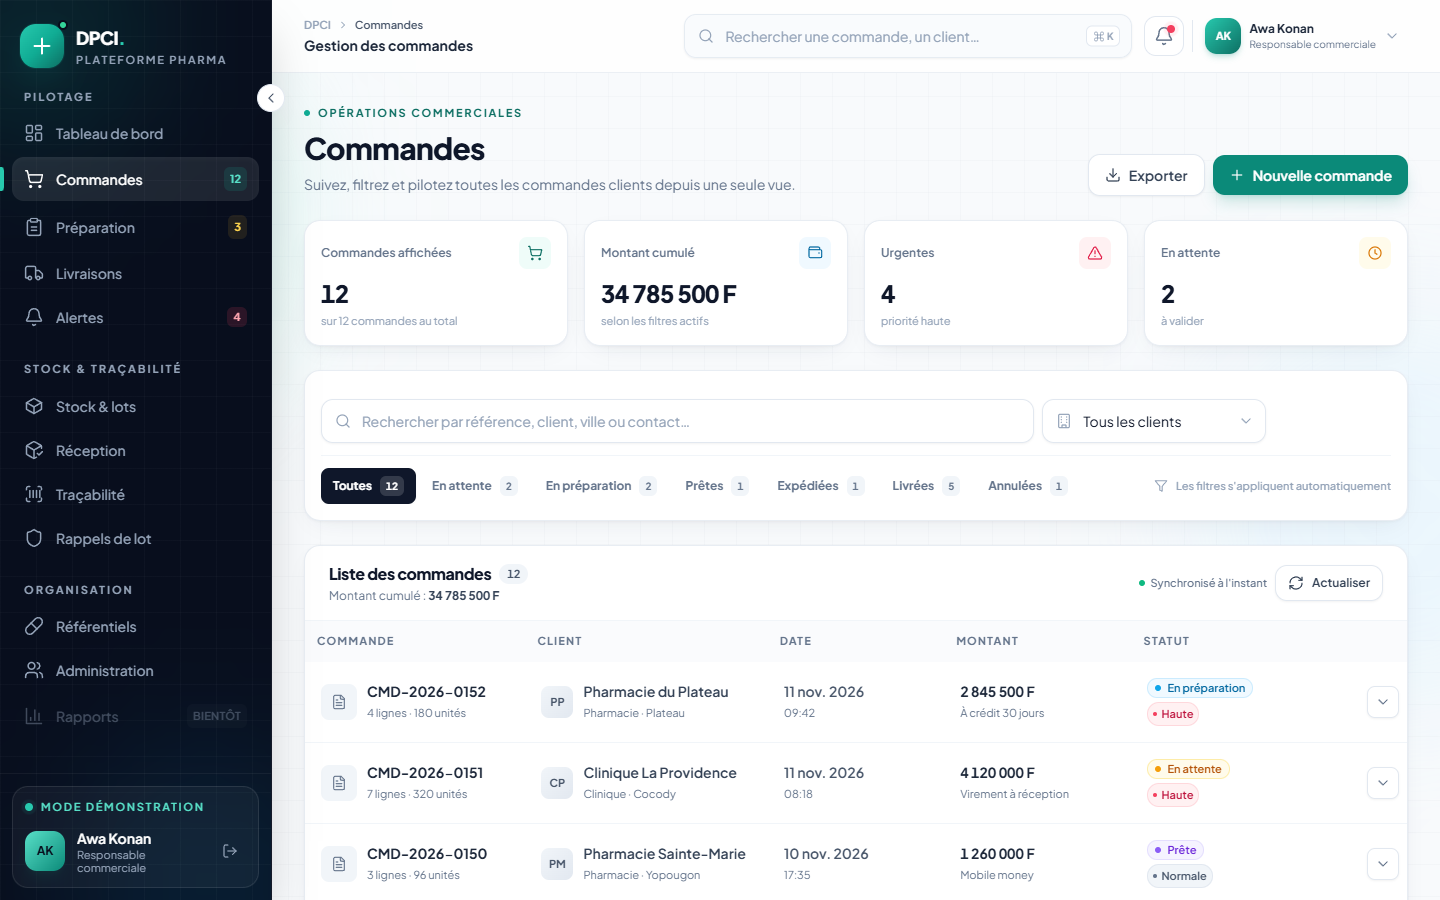 DPCI.
PLATEFORME PHARMA
PILOTAGE
Tableau de bord
Commandes 12
Préparation 3
Livraisons
Alertes 4
STOCK & TRAÇABILITÉ
Stock & lots
Réception
Traçabilité
Rappels de lot
ORGANISATION
Référentiels
Administration
Rapports BIENTÔT
MODE DÉMONSTRATION
AK
Awa Konan
Responsable
commerciale
DPCI > Commandes
Gestion des commandes
Rechercher une commande, un client... ⌘ K
AK
Awa Konan
Responsable commerciale
OPÉRATIONS COMMERCIALES
Commandes
Suivez, filtrez et pilotez toutes les commandes clients depuis une seule vue.
Exporter
+ Nouvelle commande
Commandes affichées
12
sur 12 commandes au total
Montant cumulé
34 785 500 F
selon les filtres actifs
Urgentes
4
priorité haute
En attente
2
à valider
Rechercher par référence, client, ville ou contact...
Tous les clients
Toutes 12 En attente 2 En préparation 2 Prêtes 1 Expédiées 1 Livrées 5 Annulées 1
Les filtres s'appliquent automatiquement
Liste des commandes 12
Montant cumulé : 34 785 500 F
Synchronisé à l'instant
Actualiser
COMMANDE CLIENT DATE MONTANT STATUT
CMD-2026-0152 PP Pharmacie du Plateau 11 nov. 2026 2 845 500 F En préparation
4 lignes · 180 unités Pharmacie · Plateau 09:42 À crédit 30 jours Haute
CMD-2026-0151 CP Clinique La Providence 11 nov. 2026 4 120 000 F En attente
7 lignes · 320 unités Clinique · Cocody 08:18 Virement à réception Haute
CMD-2026-0150 PM Pharmacie Sainte-Marie 10 nov. 2026 1 260 000 F Prête
3 lignes · 96 unités Pharmacie · Yopougon 17:35 Mobile money Normale